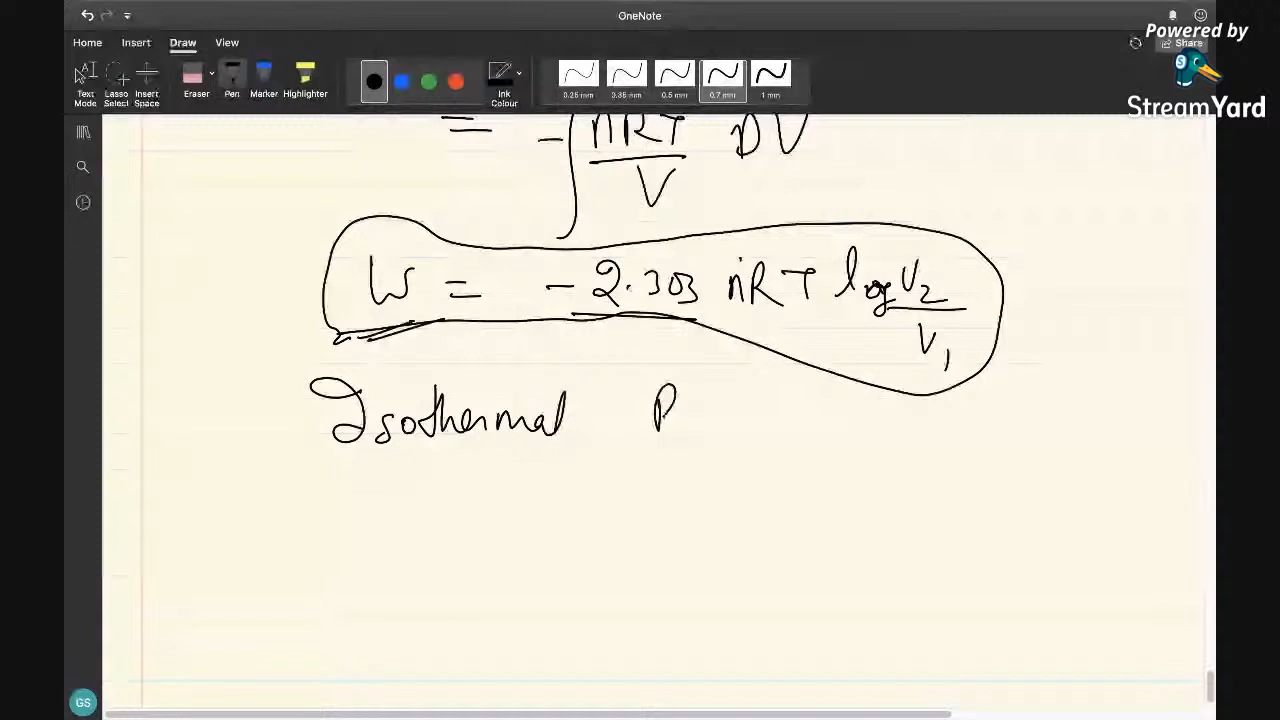 OneNote
Powered by
Home Insert Draw View
Share
StreamYard
Text Mode Lasso Select Insert Space Eraser Pen Marker Highlighter Ink Colour 0.25 mm 0.35 mm 0.5 mm 0.7 mm 1 mm
= -∫ nRT/V DV
W = -2.303 nRT log V2/V1
Isothermal P
GS